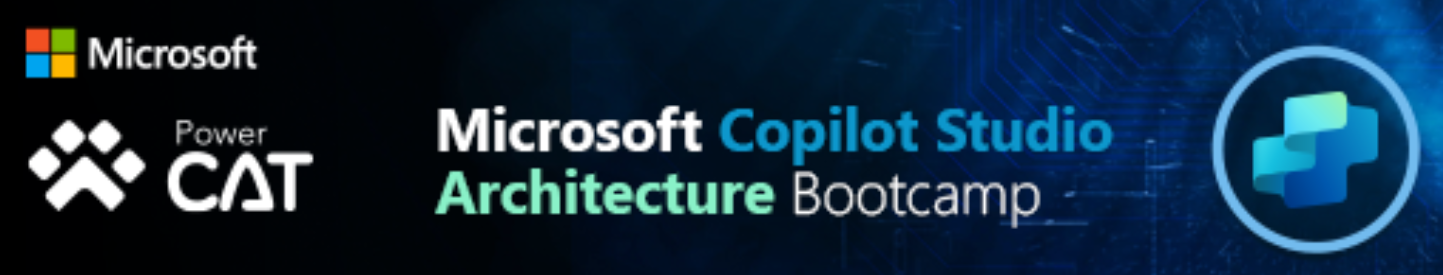 Microsoft
Power
CAT
Microsoft Copilot Studio
Architecture Bootcamp